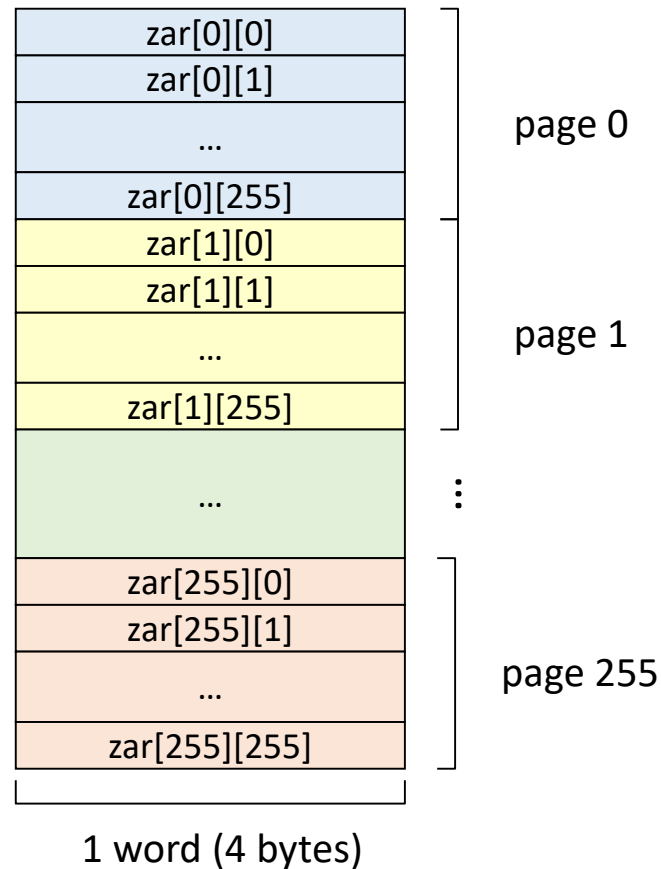 zar[0][0]
zar[0][1]
...
zar[0][255]
page 0
zar[1][0]
zar[1][1]
...
zar[1][255]
page 1
...
...
zar[255][0]
zar[255][1]
...
zar[255][255]
page 255
1 word (4 bytes)